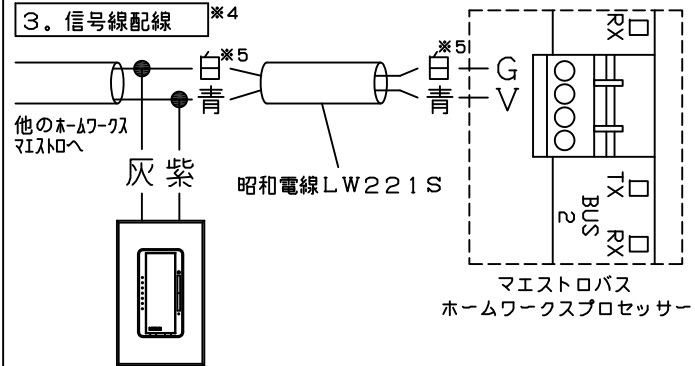 3。信号線配線 ※4
白※5
青
白※5
青
G
V
他のホームワークス
マエストロへ
灰 紫
昭和電線LW221S
RX
TX
RX
BUS
2
マエストロバス
ホームワークスプロセッサー